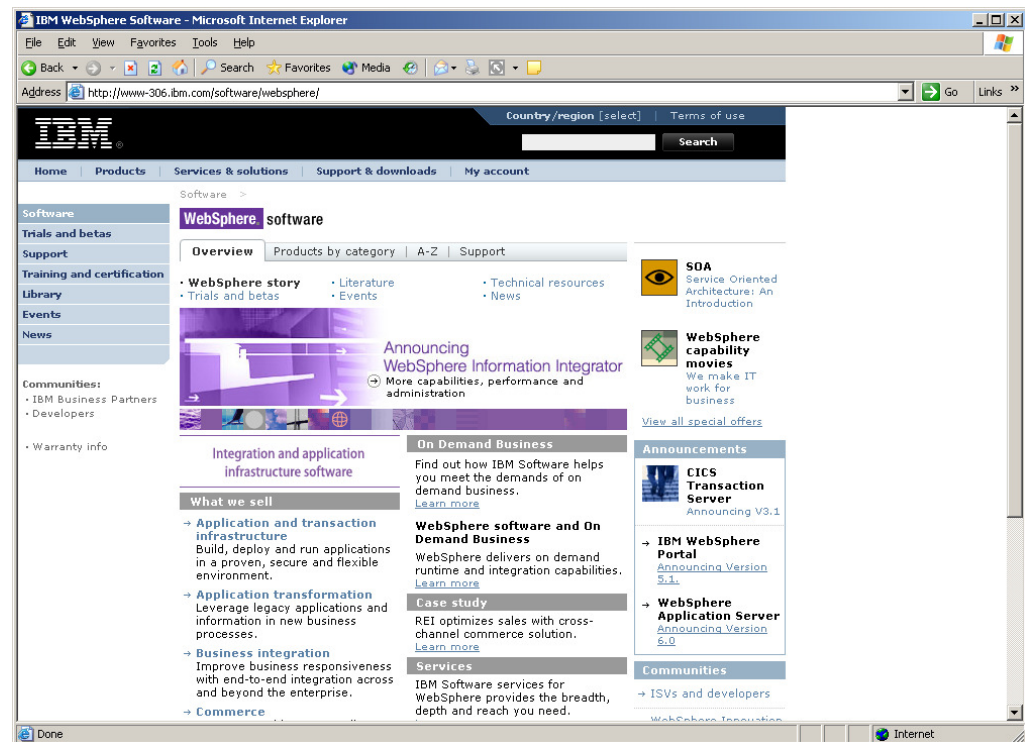 IBM WebSphere Software - Microsoft Internet Explorer
File Edit View Favorites Tools Help
Back Search Favorites Media
Address http://www-306.ibm.com/software/websphere/ Go Links »
Country/region [select] | Terms of use
IBM®
Search
Home | Products | Services & solutions | Support & downloads | My account
Software >
Software
Trials and betas
Support
Training and certification
Library
Events
News
Communities:
· IBM Business Partners
· Developers
· Warranty info
WebSphere. software
Overview Products by category | A-Z | Support
· WebSphere story · Literature · Technical resources
· Trials and betas · Events · News
Announcing
WebSphere Information Integrator
More capabilities, performance and
administration
Integration and application
infrastructure software
What we sell
→ Application and transaction
infrastructure
Build, deploy and run applications
in a proven, secure and flexible
environment.
→ Application transformation
Leverage legacy applications and
information in new business
processes.
→ Business integration
Improve business responsiveness
with end-to-end integration across
and beyond the enterprise.
→ Commerce
On Demand Business
Find out how IBM Software helps
you meet the demands of on
demand business.
Learn more
WebSphere software and On
Demand Business
WebSphere delivers on demand
runtime and integration capabilities.
Learn more
Case study
REI optimizes sales with cross-
channel commerce solution.
Learn more
Services
IBM Software services for
WebSphere provides the breadth,
depth and reach you need.
SOA
Service Oriented
Architecture: An
Introduction
WebSphere
capability
movies
We make IT
work for
business
View all special offers
Announcements
CICS
Transaction
Server
Announcing V3.1
→ IBM WebSphere
Portal
Announcing Version
5.1.
→ WebSphere
Application Server
Announcing Version
6.0
Communities
→ ISVs and developers
WebSphere Innovation
Done Internet